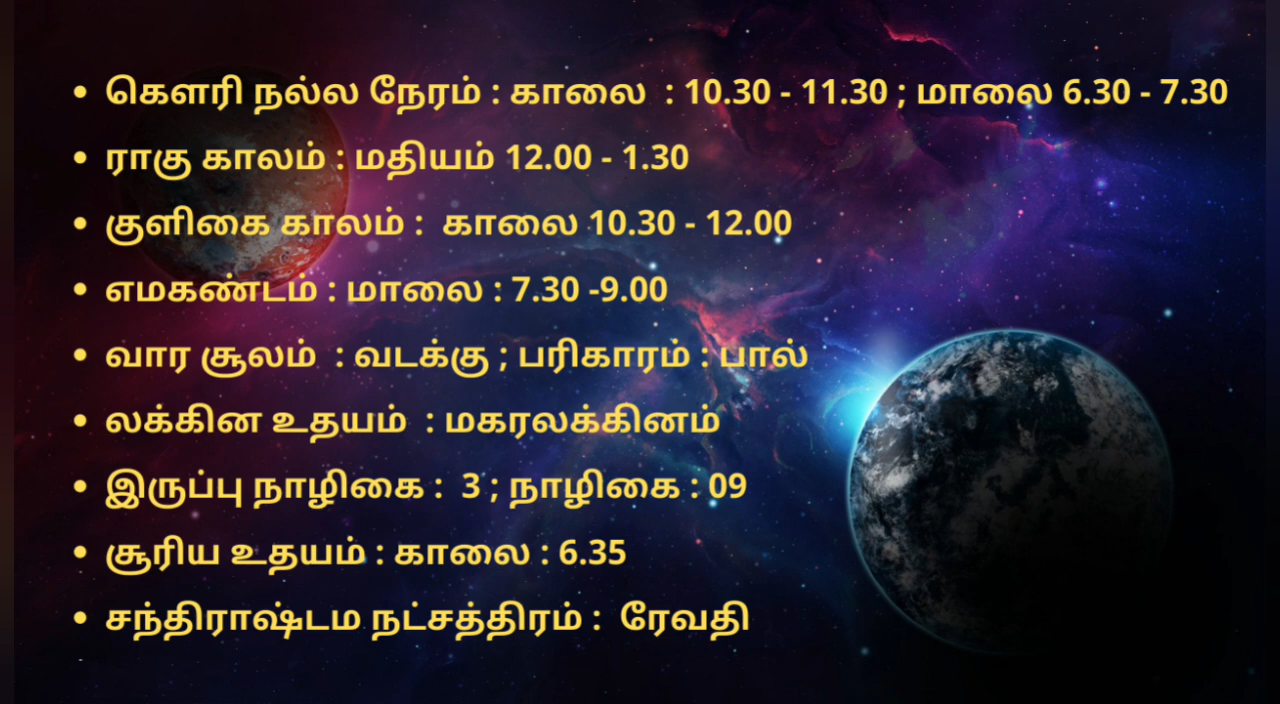 • கௌரி நல்ல நேரம் : காலை : 10.30 - 11.30 ; மாலை 6.30 - 7.30
• ராகு காலம் : மதியம் 12.00 - 1.30
• குளிகை காலம் : காலை 10.30 - 12.00
• எமகண்டம் : மாலை : 7.30 -9.00
• வார சூலம் : வடக்கு ; பரிகாரம் : பால்
• லக்கின உதயம் : மகரலக்கினம்
• இருப்பு நாழிகை : 3 ; நாழிகை : 09
• சூரிய உதயம் : காலை : 6.35
• சந்திராஷ்டம நட்சத்திரம் : ரேவதி